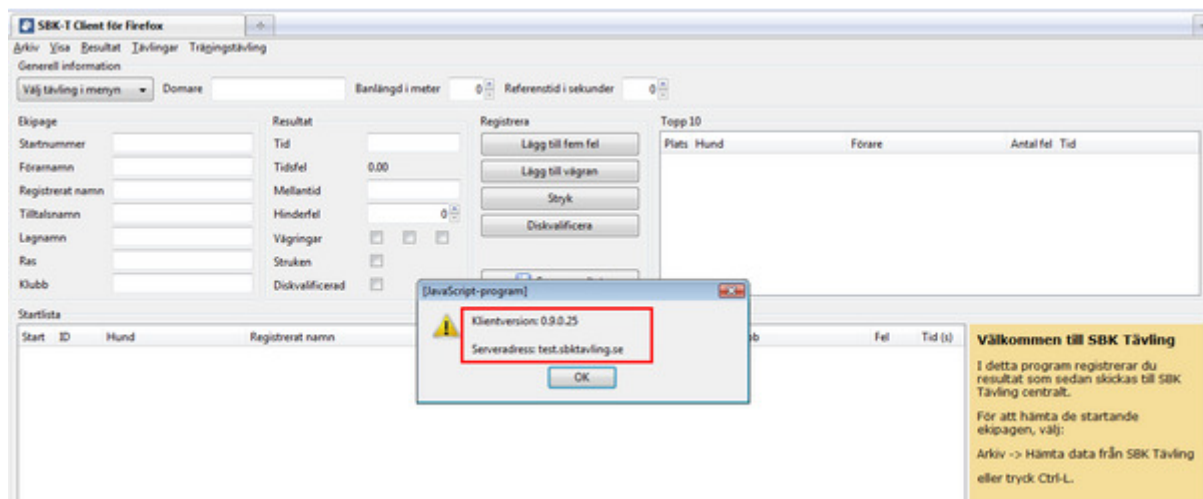 SBK-T Client för Firefox
Arkiv Visa Resultat Tävlingar Träningstävling
Generell information
Välj tävling i menyn Domare Banlängd i meter 0 Referenstid i sekunder 0
Ekipage
Startnummer
Förarnamn
Registrerat namn
Tilltalsnamn
Lagnamn
Ras
Klubb
Resultat
Tid
Tidsfel 0.00
Mellantid
Hinderfel 0
Vägringar
Struken
Diskvalificerad
Registrera
Lägg till fem fel
Lägg till vägran
Stryk
Diskvalificera
Topp 10
Plats Hund Förare Antal fel Tid
[JavaScript-program]
Klientversion: 0.9.0.25
Serveradress: test.sbktavling.se
OK
Startlista
Start ID Hund Registrerat namn Fel Tid (s)
Välkommen till SBK Tävling
I detta program registrerar du
resultat som sedan skickas till SBK
Tävling centralt.
För att hämta de startande
ekipagen, välj:
Arkiv -> Hämta data från SBK Tävling
eller tryck Ctrl-L.